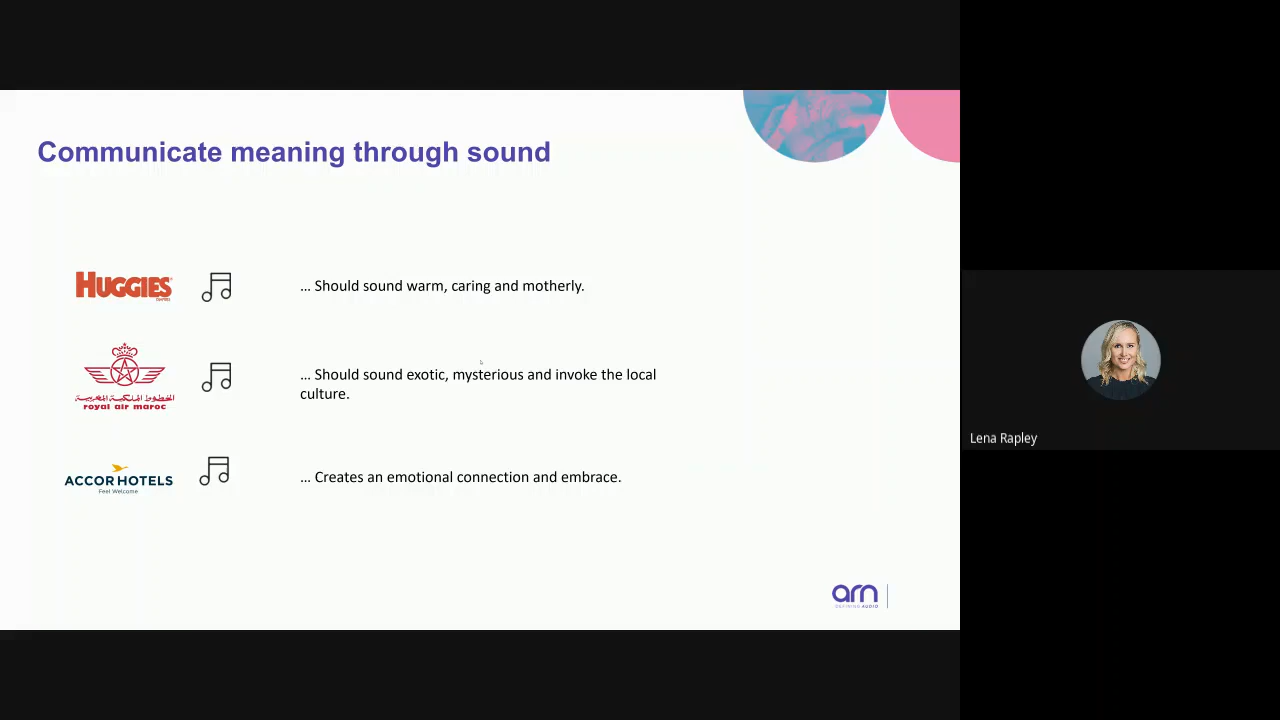 Communicate meaning through sound
HUGGIES
... Should sound warm, caring and motherly.
الخطوط الملكية المغربية
royal air maroc
... Should sound exotic, mysterious and invoke the local
culture.
ACCORHOTELS
Feel Welcome
... Creates an emotional connection and embrace.
arn
DEFINING AUDIO
Lena Rapley